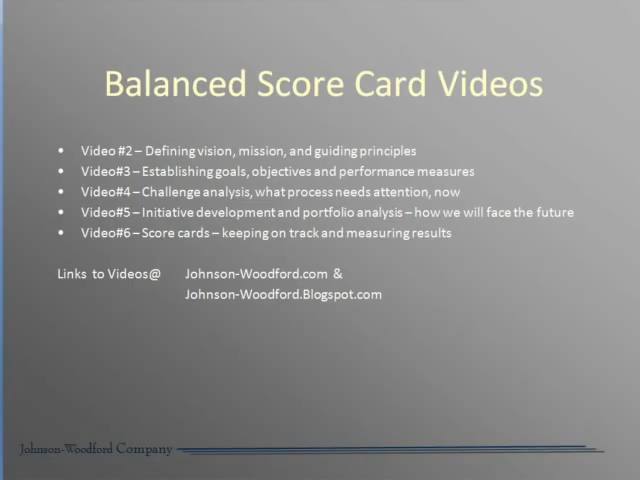 Balanced Score Card Videos
• Video #2 – Defining vision, mission, and guiding principles
• Video#3 – Establishing goals, objectives and performance measures
• Video#4 – Challenge analysis, what process needs attention, now
• Video#5 – Initiative development and portfolio analysis – how we will face the future
• Video#6 – Score cards – keeping on track and measuring results
Links to Videos@ Johnson-Woodford.com &
Johnson-Woodford.Blogspot.com
Johnson-Woodford Company